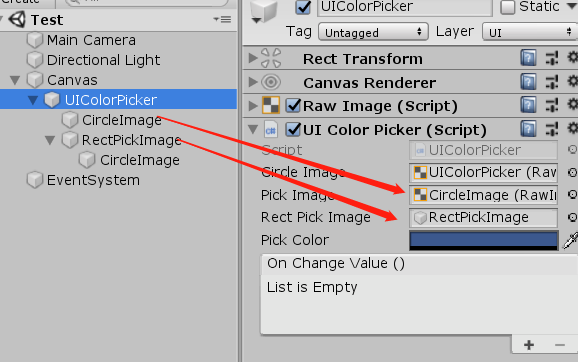 Test
Main Camera
Directional Light
Canvas
UIColorPicker
CircleImage
RectPickImage
CircleImage
EventSystem
UIColorPicker
Static
Tag Untagged Layer UI
Rect Transform
Canvas Renderer
Raw Image (Script)
UI Color Picker (Script)
Script UIColorPicker
Circle Image UIColorPicker (Raw
Pick Image CircleImage (RawI
Rect Pick Image RectPickImage
Pick Color
On Change Value ()
List is Empty